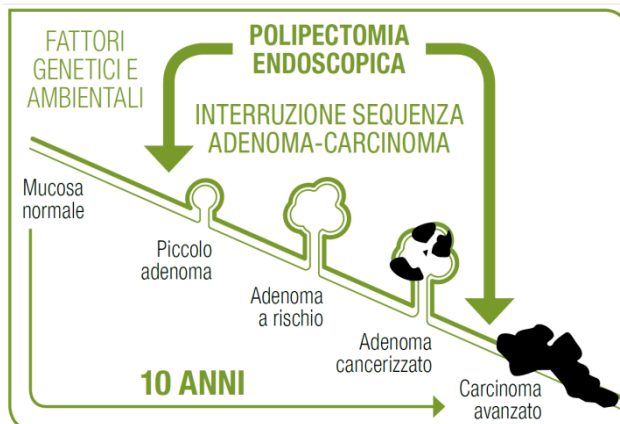 FATTORI
GENETICI E
AMBIENTALI
POLIPECTOMIA
ENDOSCOPICA
INTERRUZIONE SEQUENZA
ADENOMA-CARCINOMA
Mucosa
normale
Piccolo
adenoma
Adenoma
a rischio
Adenoma
cancerizzato
Carcinoma
avanzato
10 ANNI